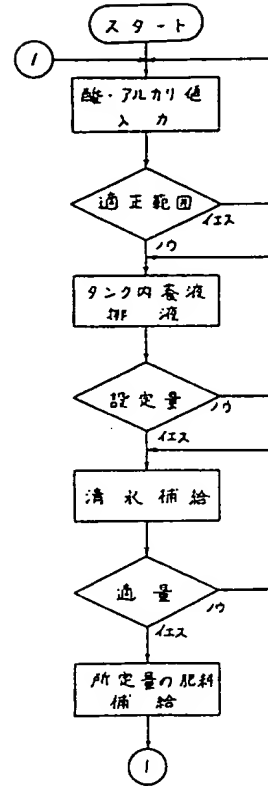 スタート
1
酸・アルカリ値
入力
適正範囲
イエス
ノウ
タンク内養液
排液
設定量
ノウ
イエス
清水補給
適量
ノウ
イエス
所定量の肥料
補給
1